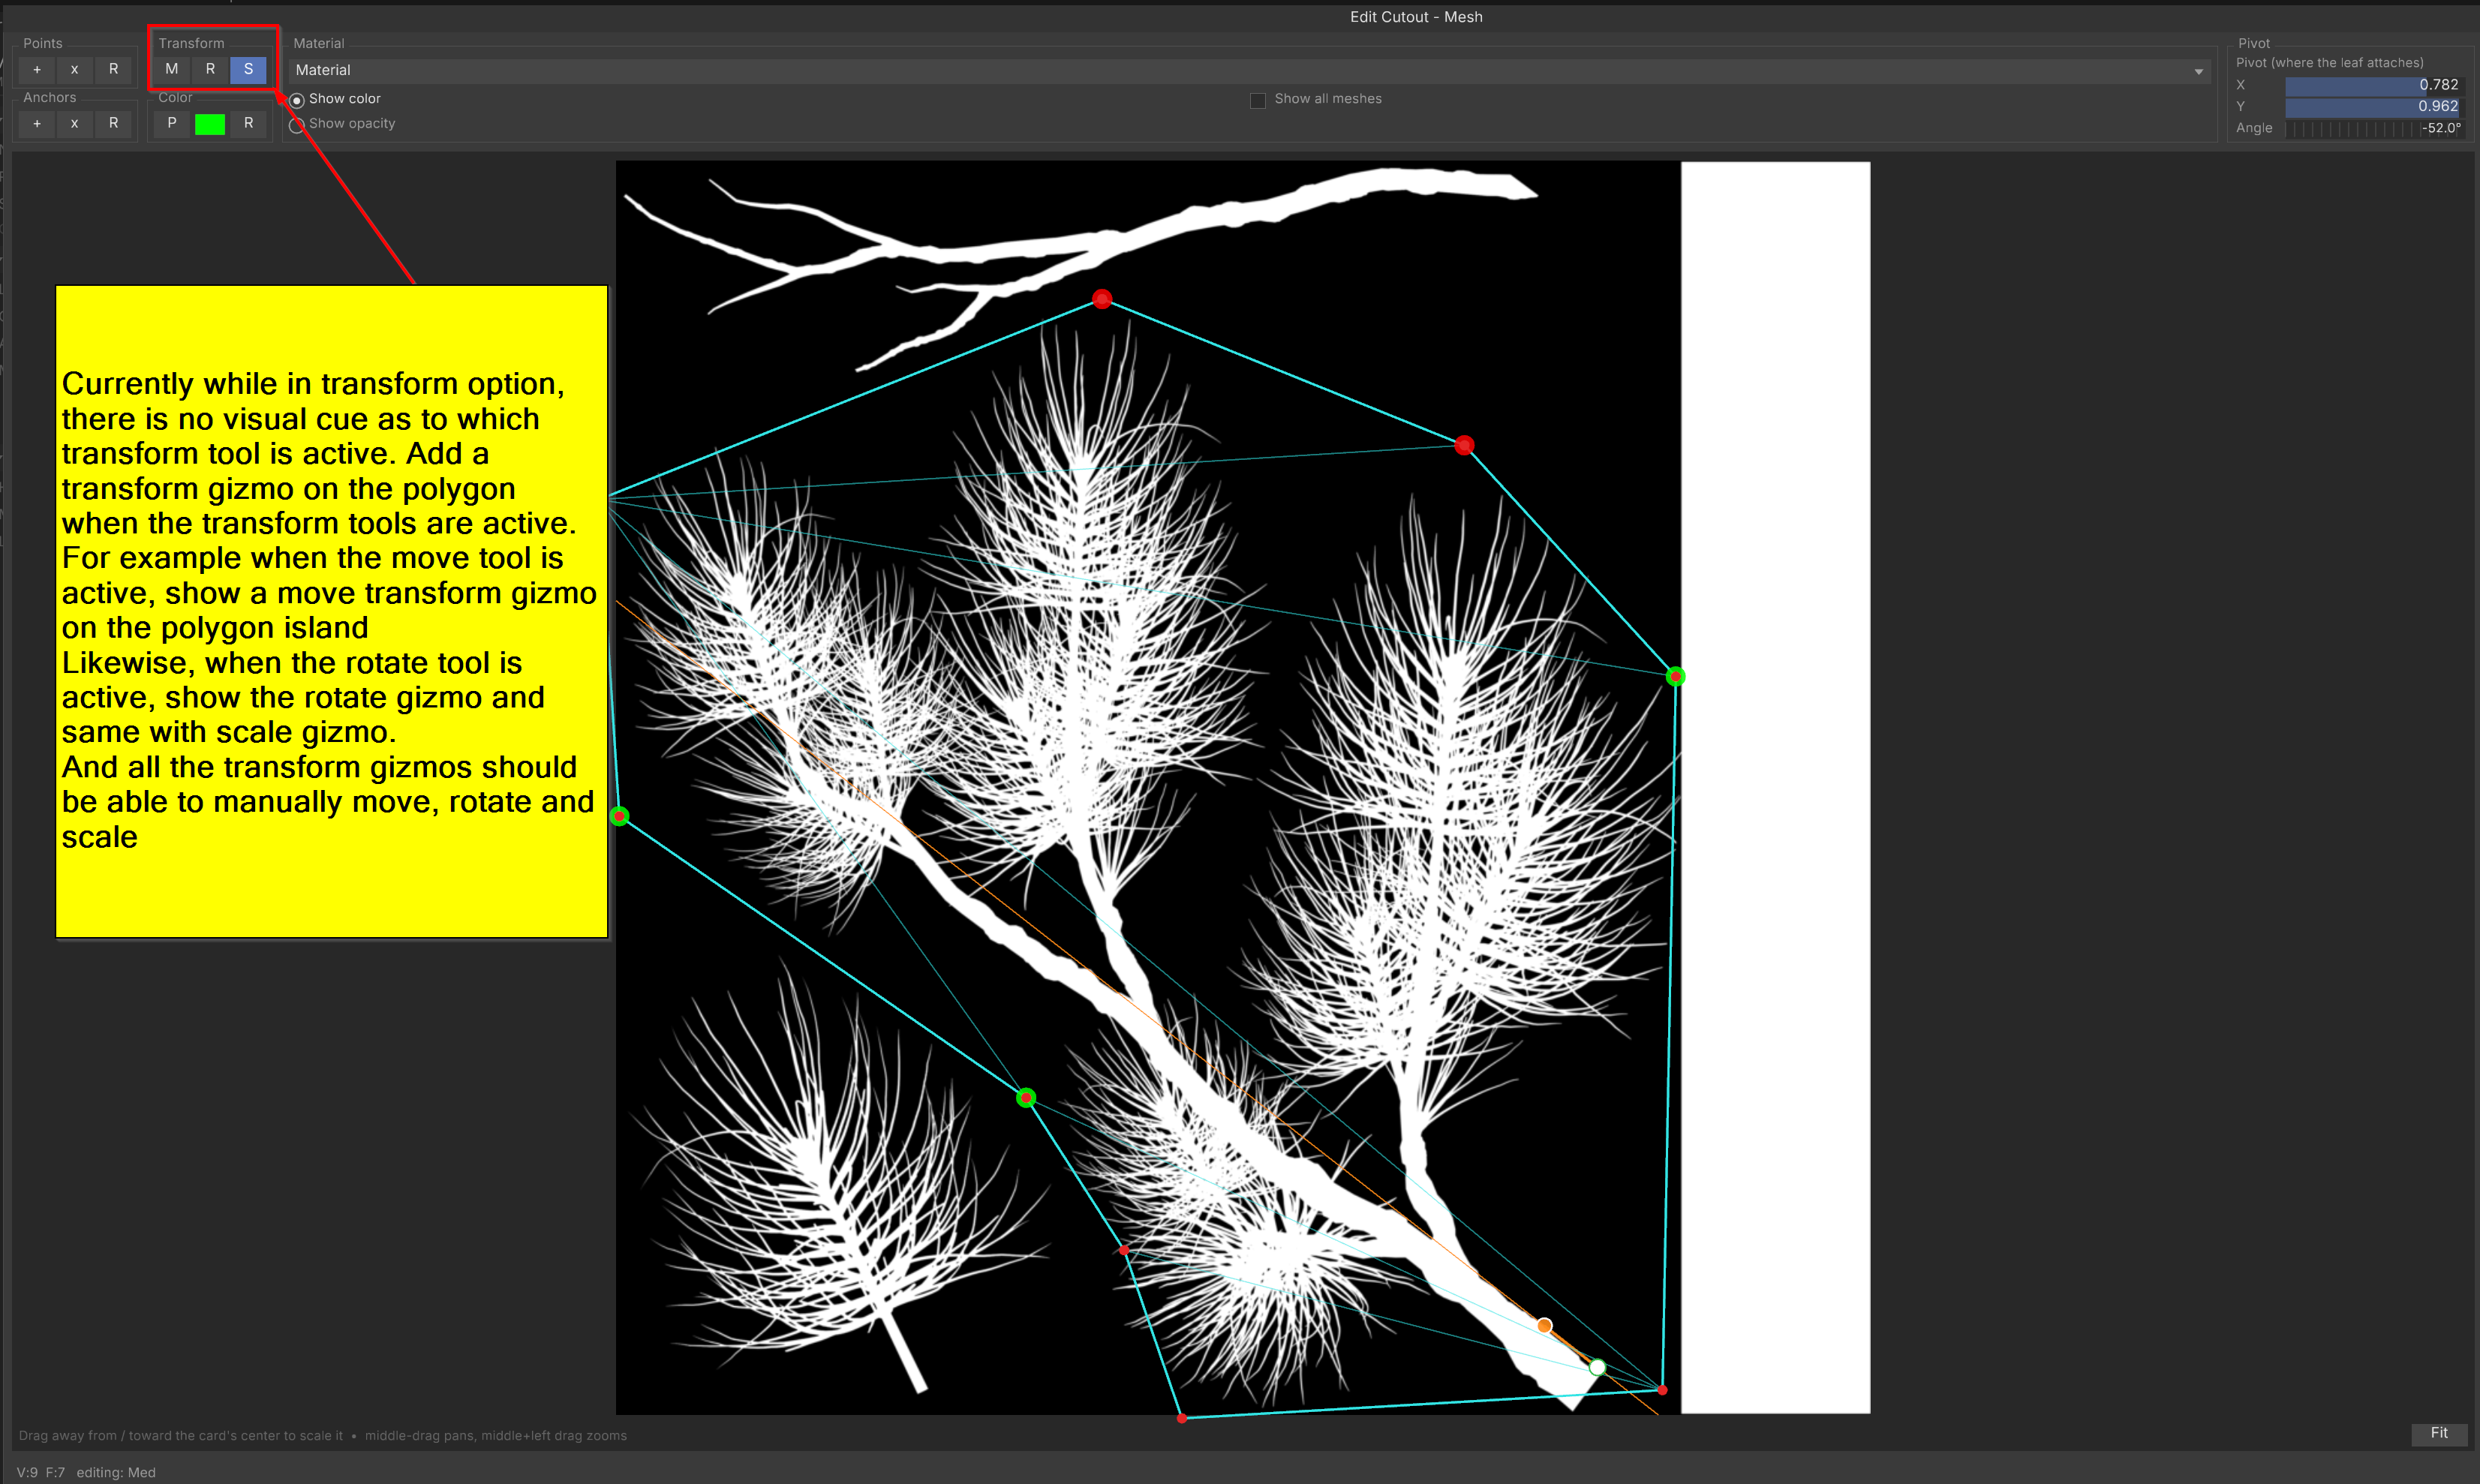 Edit Cutout - Mesh
Points
Transform
Material
Pivot
+ x R
M R S
Material
Pivot (where the leaf attaches)
X 0.782
Anchors
Color
Show color
Show all meshes
Y 0.962
+ x R
P R
Show opacity
Angle -52.0°
Currently while in transform option,
there is no visual cue as to which
transform tool is active. Add a
transform gizmo on the polygon
when the transform tools are active.
For example when the move tool is
active, show a move transform gizmo
on the polygon island
Likewise, when the rotate tool is
active, show the rotate gizmo and
same with scale gizmo.
And all the transform gizmos should
be able to manually move, rotate and
scale
Drag away from / toward the card's center to scale it • middle-drag pans, middle+left drag zooms
Fit
V:9 F:7 editing: Med